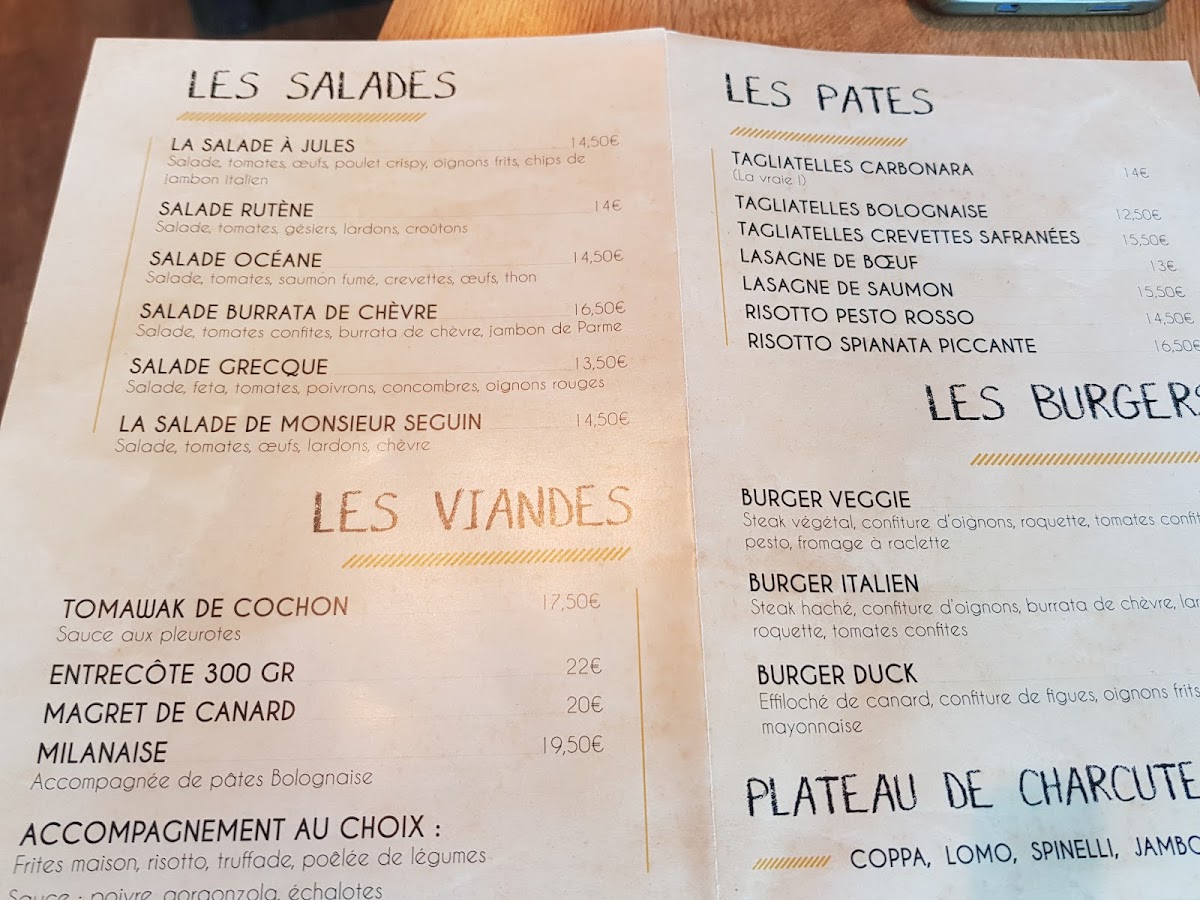 LES SALADES
LA SALADE À JULES 14,50€
Salade, tomates, œufs, poulet crispy, oignons frits, chips de
jambon Italien
SALADE RUTÈNE 14€
Salade, tomates, gésiers, lardons, croûtons
SALADE OCÉANE 14,50€
Salade, tomates, saumon fumé, crevettes, œufs, thon
SALADE BURRATA DE CHÈVRE 16,50€
Salade, tomates confites, burrata de chèvre, jambon de Parme
SALADE GRECQUE 13,50€
Salade, feta, tomates, poivrons, concombres, oignons rouges
LA SALADE DE MONSIEUR SEGUIN 14,50€
Salade, tomates, œufs, lardons, chèvre
LES VIANDES
TOMAWAK DE COCHON 17,50€
Sauce aux pleurotes
ENTRECÔTE 300 GR 22€
MAGRET DE CANARD 20€
MILANAISE 19,50€
Accompagnée de pâtes Bolognaise
ACCOMPAGNEMENT AU CHOIX :
Frites maison, risotto, truffade, poêlée de légumes
Sauce : poivre, gorgonzola, échalotes
LES PATES
TAGLIATELLES CARBONARA 14€
(La vraie !)
TAGLIATELLES BOLOGNAISE 12,50€
TAGLIATELLES CREVETTES SAFRANÉES 15,50€
LASAGNE DE BŒUF 13€
LASAGNE DE SAUMON 15,50€
RISOTTO PESTO ROSSO 14,50€
RISOTTO SPIANATA PICCANTE 16,50€
LES BURGERS
BURGER VEGGIE
Steak végétal, confiture d'oignons, roquette, tomates confit
pesto, fromage à raclette
BURGER ITALIEN
Steak haché, confiture d'oignons, burrata de chèvre, lar
roquette, tomates confites
BURGER DUCK
Effiloché de canard, confiture de figues, oignons frits
mayonnaise
PLATEAU DE CHARCUTE
COPPA, LOMO, SPINELLI, JAMBO